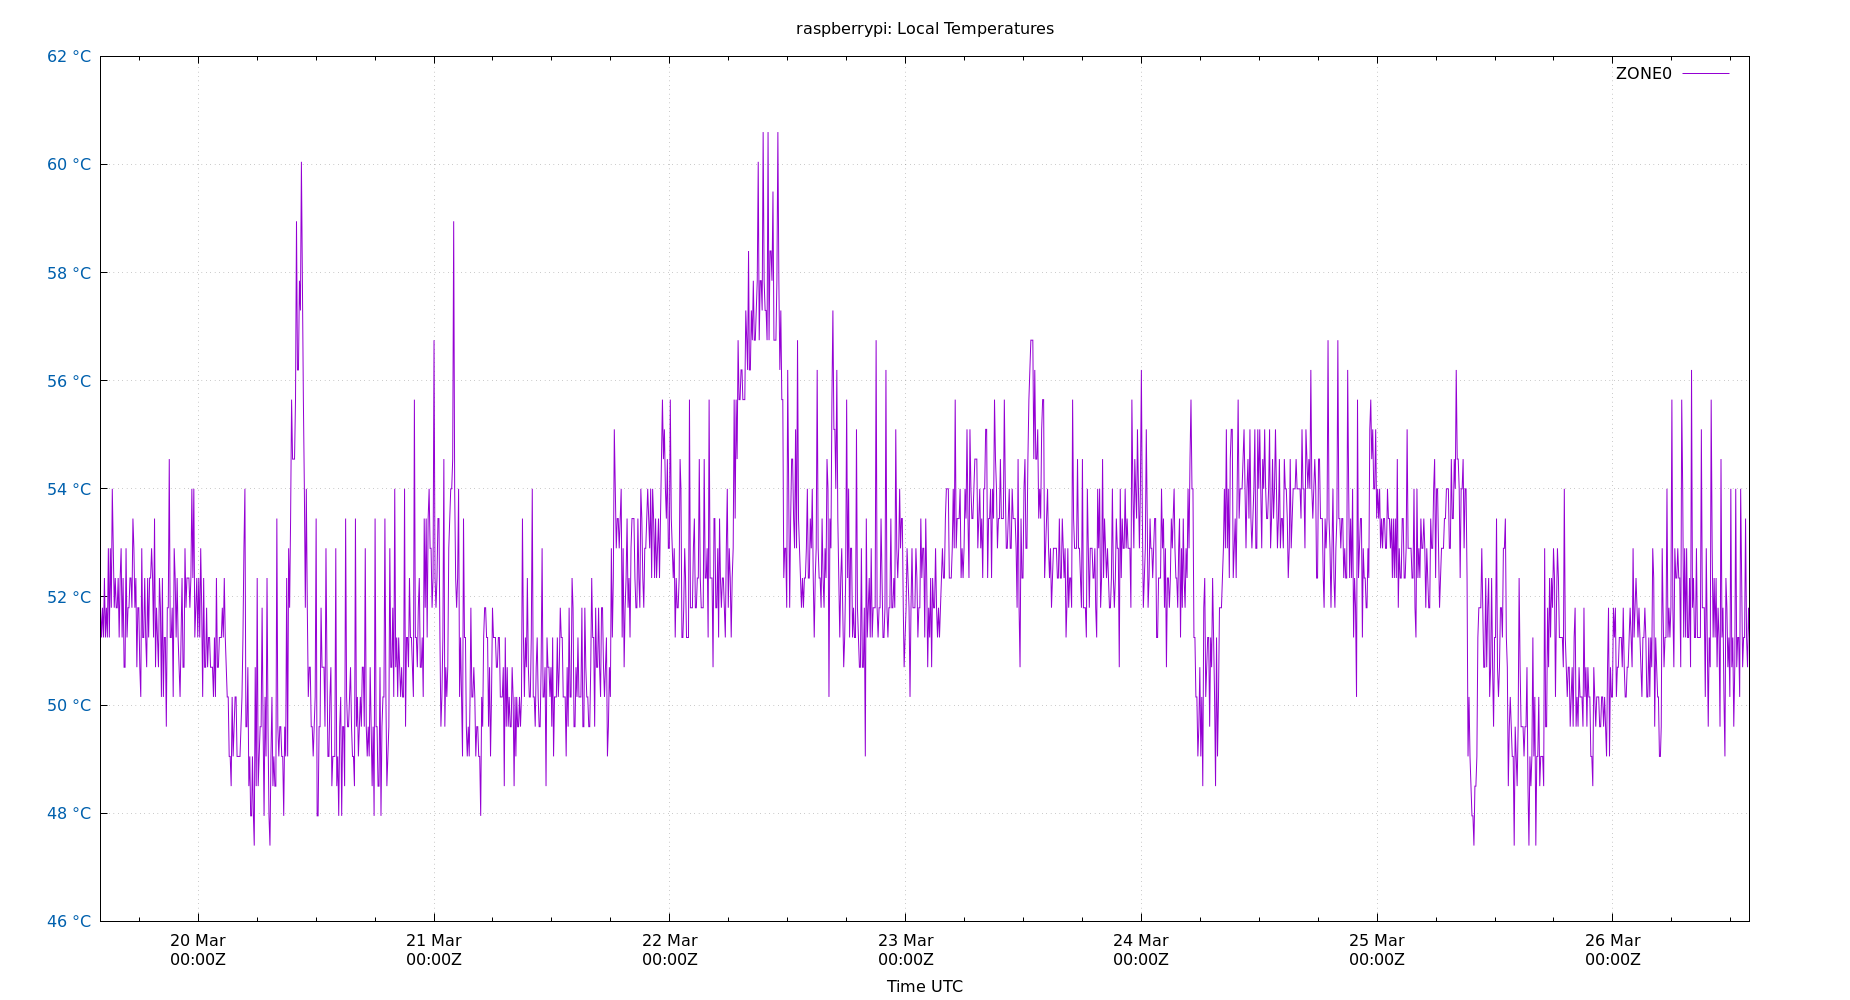 raspberrypi: Local Temperatures
62 °C
ZONE0
60 °C
58 °C
56 °C
54 °C
52 °C
50 °C
48 °C
46 °C
20 Mar 21 Mar 22 Mar 23 Mar 24 Mar 25 Mar 26 Mar
00:00Z 00:00Z 00:00Z 00:00Z 00:00Z 00:00Z 00:00Z
Time UTC